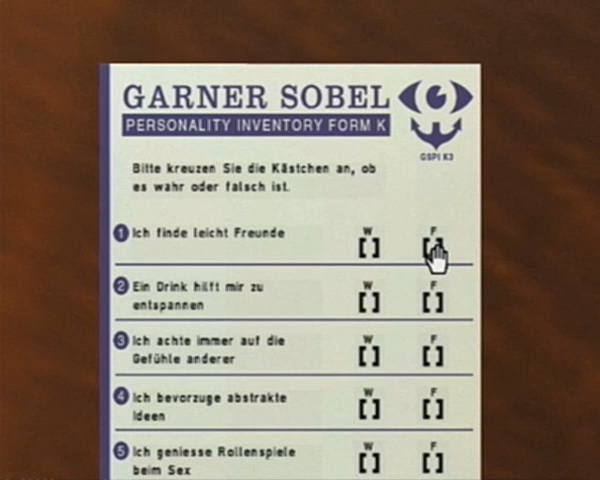 GARNER SOBEL
PERSONALITY INVENTORY FORM K
GSPI K3
Bitte kreuzen Sie die Kästchen an, ob
es wahr oder falsch ist.
W F
1 Ich finde leicht Freunde [ ] [ ]
W F
2 Ein Drink hilft mir zu
entspannen [ ] [ ]
W F
3 Ich achte immer auf die
Gefühle anderer [ ] [ ]
W F
4 Ich bevorzuge abstrakte
Ideen [ ] [ ]
W F
5 Ich geniesse Rollenspiele
beim Sex [ ] [ ]